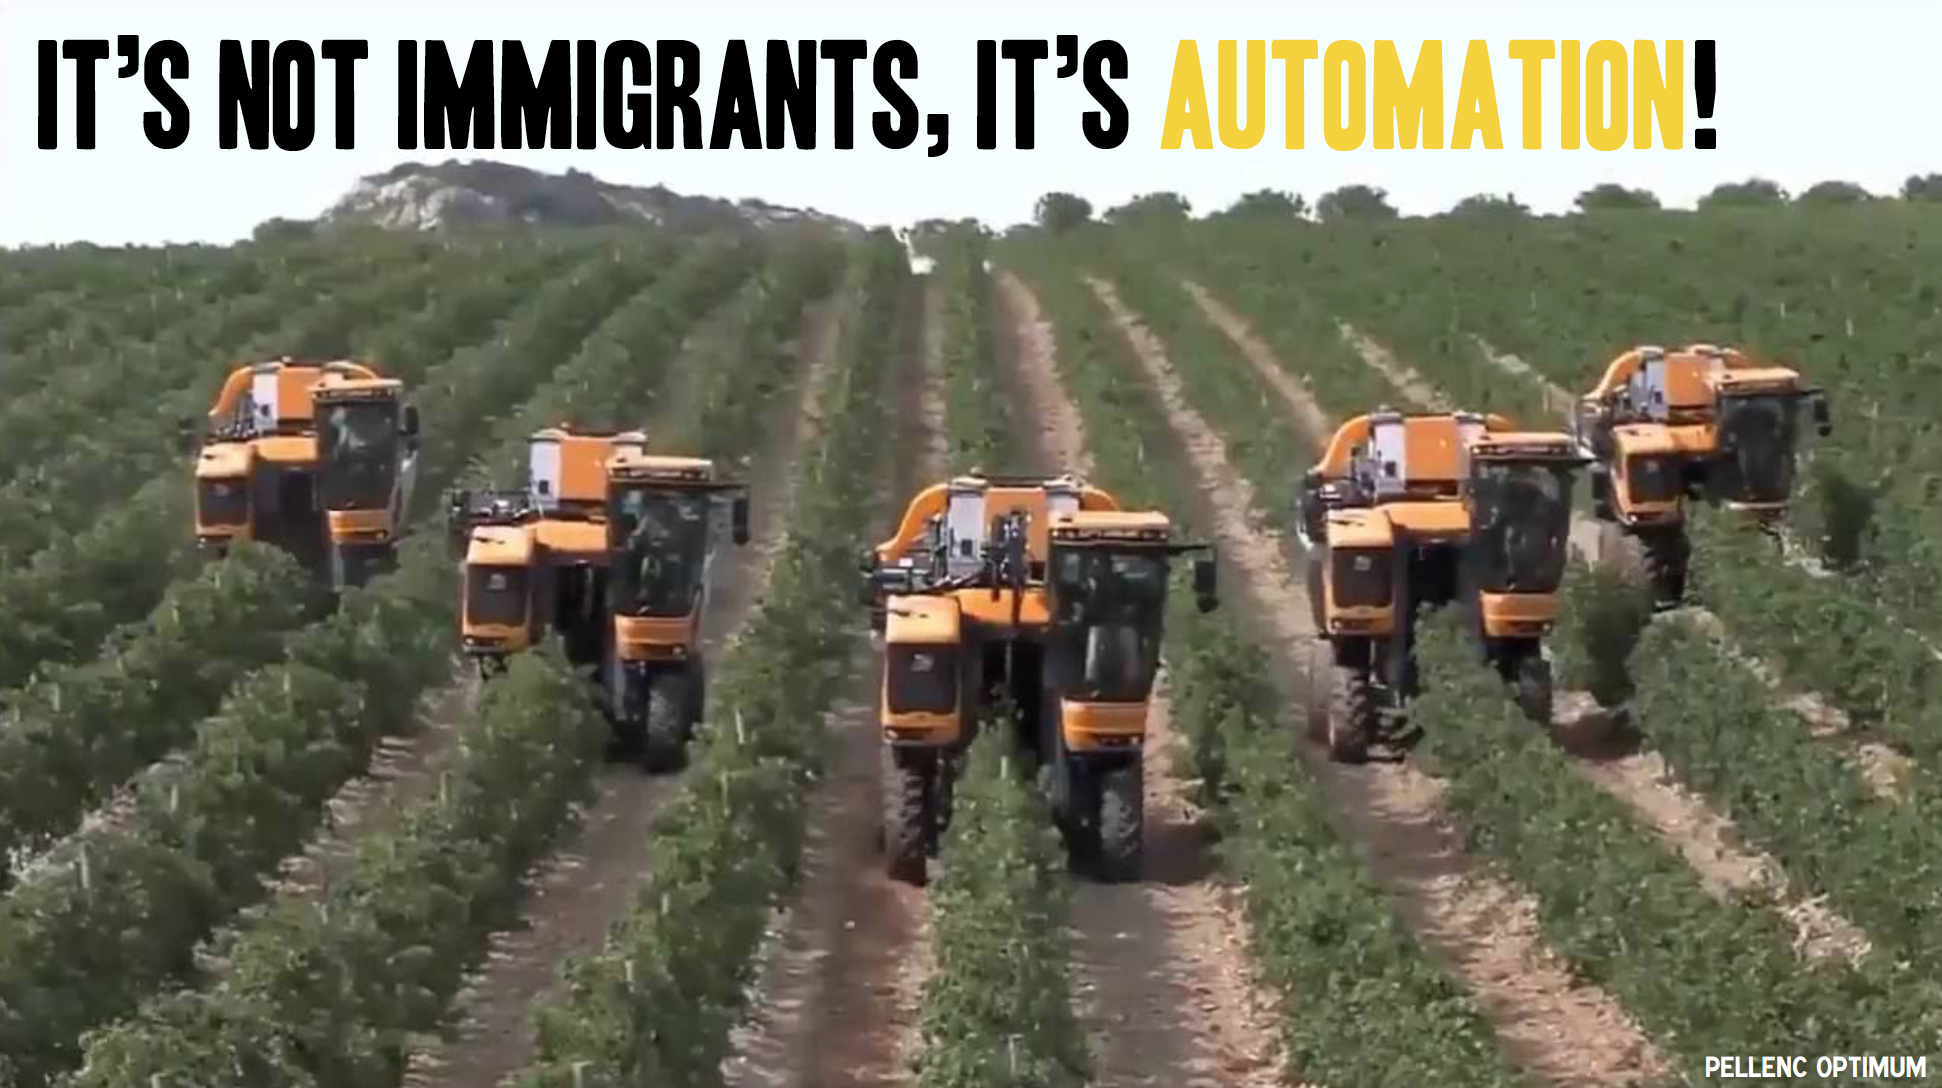 IT'S NOT IMMIGRANTS, IT'S AUTOMATION!
PELLENC OPTIMUM